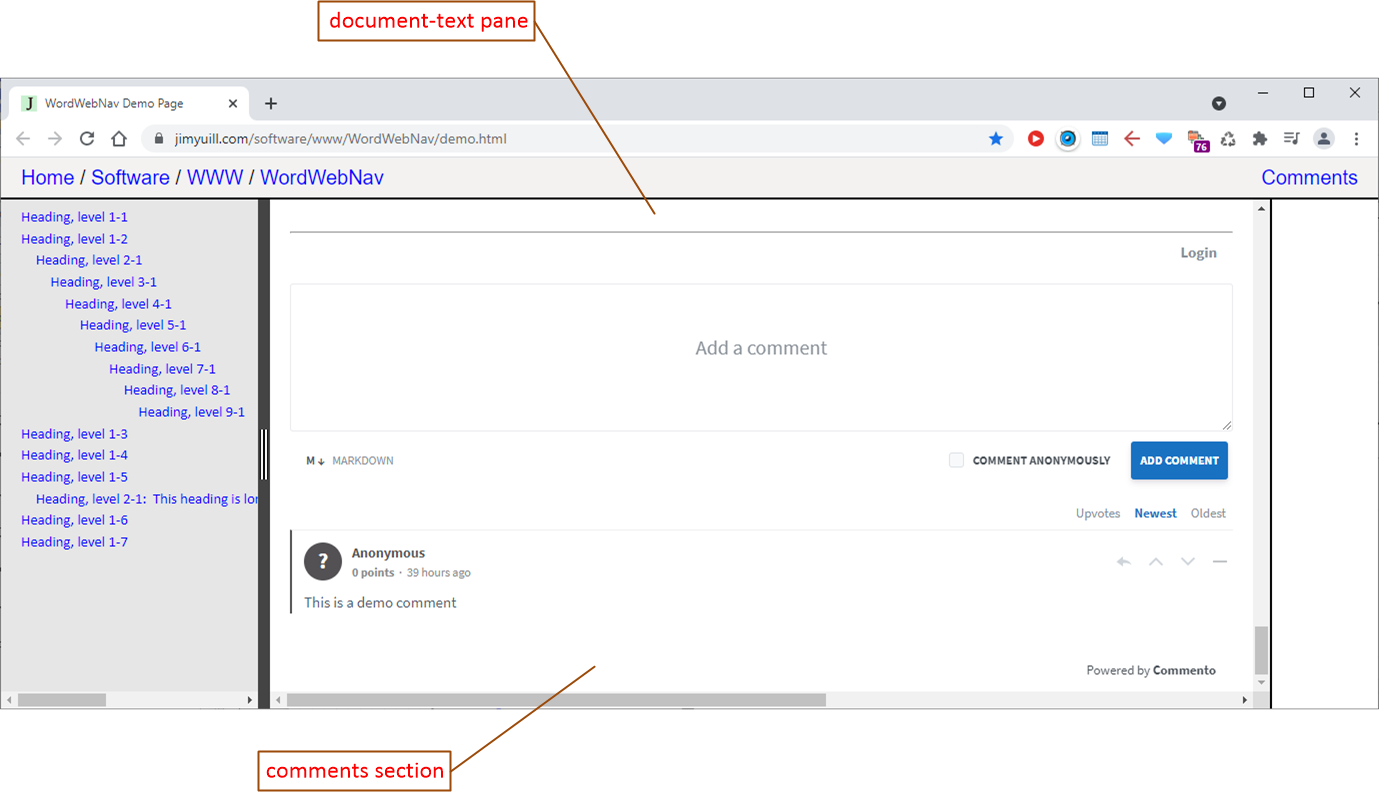 document-text pane
J WordWebNav Demo Page
jimyuill.com/software/www/WordWebNav/demo.html
76
Home / Software / WWW / WordWebNav
Comments
Heading, level 1-1
Heading, level 1-2
Heading, level 2-1
Heading, level 3-1
Heading, level 4-1
Heading, level 5-1
Heading, level 6-1
Heading, level 7-1
Heading, level 8-1
Heading, level 9-1
Heading, level 1-3
Heading, level 1-4
Heading, level 1-5
Heading, level 2-1: This heading is lon
Heading, level 1-6
Heading, level 1-7
Login
Add a comment
M↓ MARKDOWN
COMMENT ANONYMOUSLY
ADD COMMENT
Upvotes Newest Oldest
? Anonymous
0 points · 39 hours ago
This is a demo comment
Powered by Commento
comments section